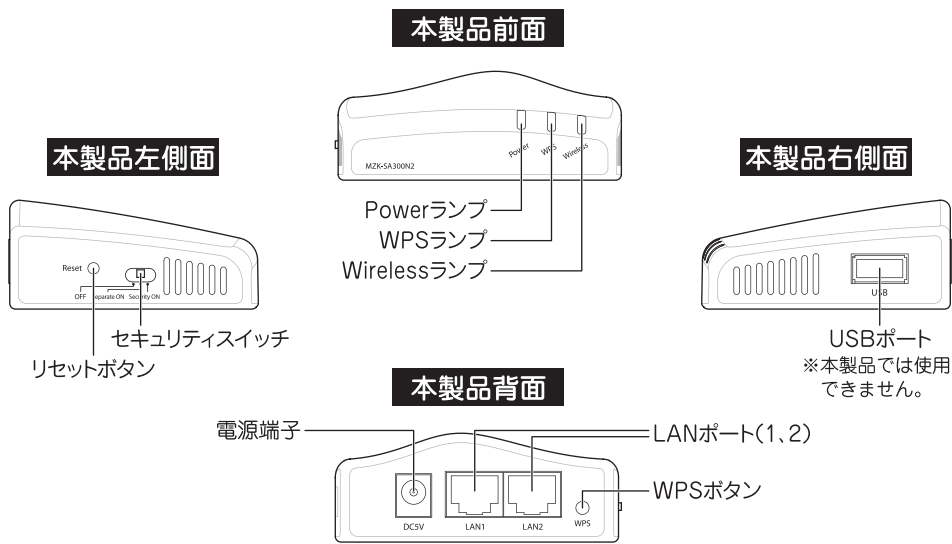 本製品前面
Power
WPS
Wireless
MZK-SA300N2
Powerランプ
WPSランプ
Wirelessランプ
本製品左側面
Reset
OFF
Separate ON
Security ON
セキュリティスイッチ
リセットボタン
本製品右側面
USB
USBポート
※本製品では使用
できません。
本製品背面
電源端子
LANポート(1、2)
WPSボタン
DC5V
LAN1
LAN2
WPS